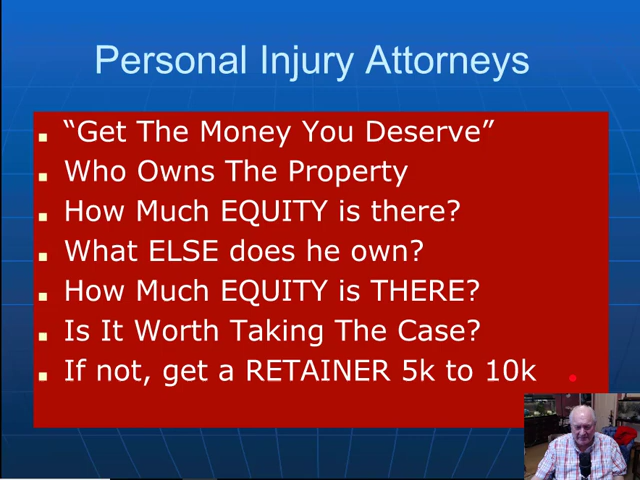 Personal Injury Attorneys
“Get The Money You Deserve”
Who Owns The Property
How Much EQUITY is there?
What ELSE does he own?
How Much EQUITY is THERE?
Is It Worth Taking The Case?
If not, get a RETAINER 5k to 10k